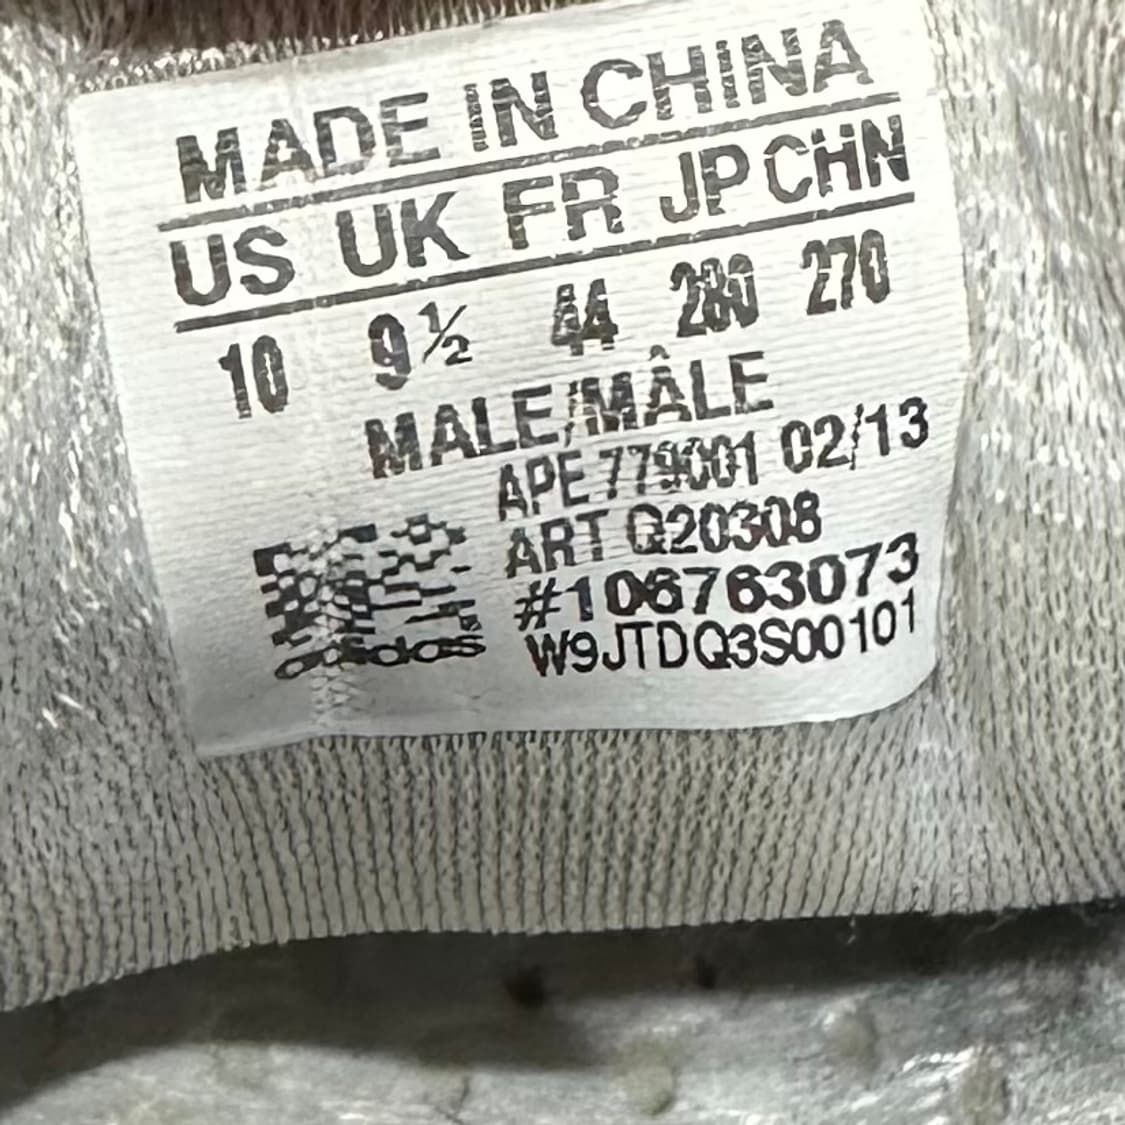 MADE IN CHINA
US UK FR JP CHN
10 9½ 44 280 270
MALE/MÂLE
APE 779001 02/13
ART Q20308
#106763073
adidas W9JTDQ3S00101